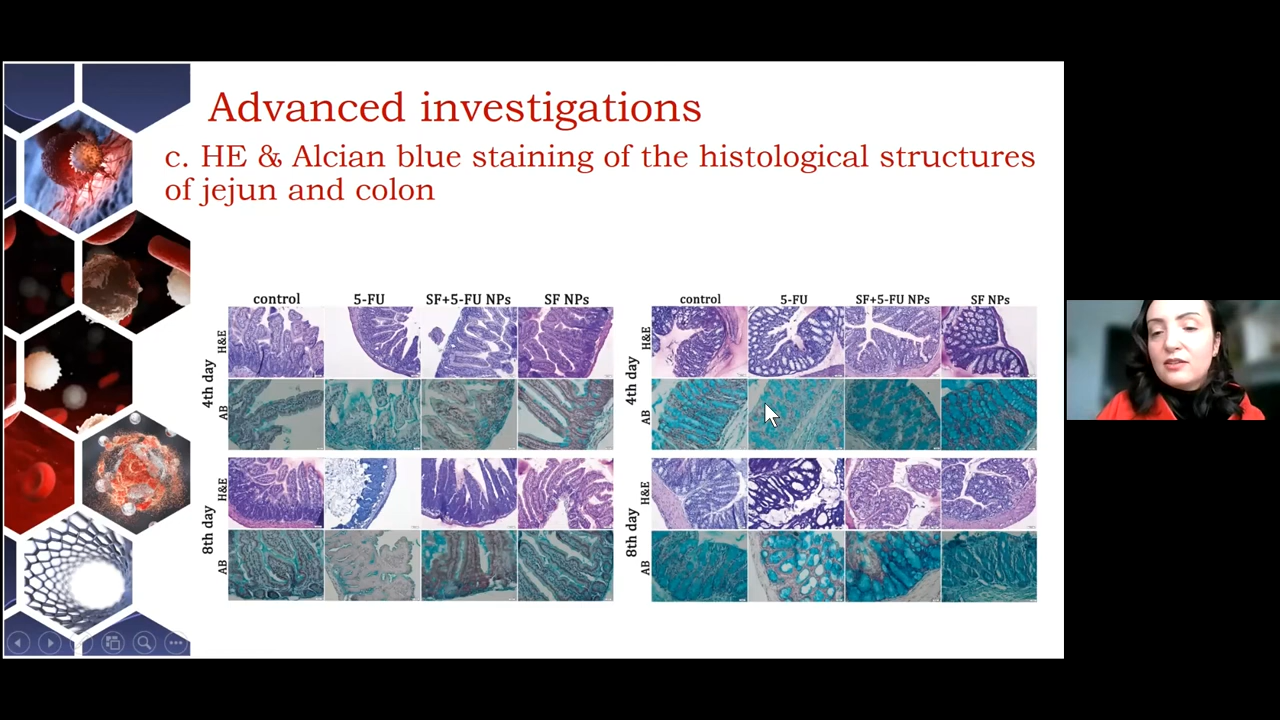 Advanced investigations
c. HE & Alcian blue staining of the histological structures
of jejun and colon
control 5-FU SF+5-FU NPs SF NPs
4th day
H&E
AB
8th day
H&E
AB
control 5-FU SF+5-FU NPs SF NPs
4th day
H&E
AB
8th day
H&E
AB